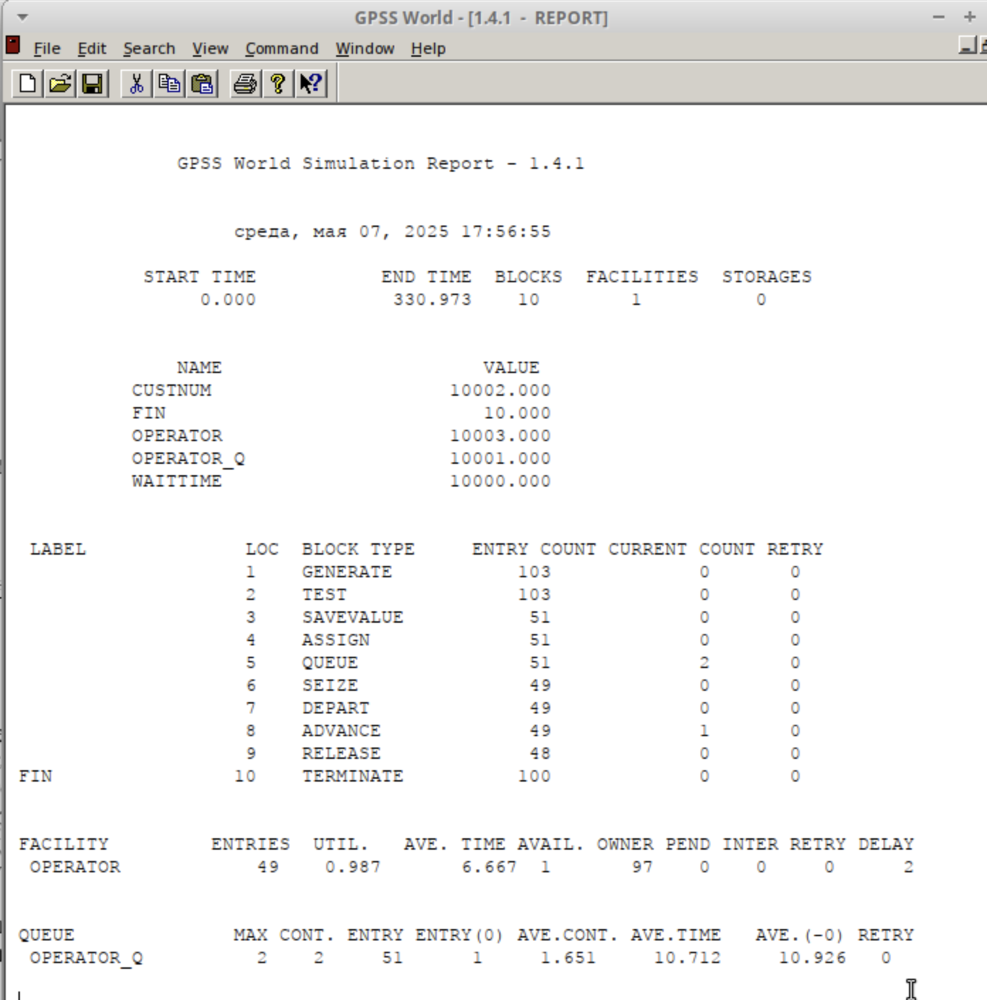 GPSS World - [1.4.1 - REPORT]
File Edit Search View Command Window Help
GPSS World Simulation Report - 1.4.1
среда, мая 07, 2025 17:56:55
START TIME END TIME BLOCKS FACILITIES STORAGES
0.000 330.973 10 1 0
NAME VALUE
CUSTNUM 10002.000
FIN 10.000
OPERATOR 10003.000
OPERATOR_Q 10001.000
WAITTIME 10000.000
LABEL LOC BLOCK TYPE ENTRY COUNT CURRENT COUNT RETRY
1 GENERATE 103 0 0
2 TEST 103 0 0
3 SAVEVALUE 51 0 0
4 ASSIGN 51 0 0
5 QUEUE 51 2 0
6 SEIZE 49 0 0
7 DEPART 49 0 0
8 ADVANCE 49 1 0
9 RELEASE 48 0 0
FIN 10 TERMINATE 100 0 0
FACILITY ENTRIES UTIL. AVE. TIME AVAIL. OWNER PEND INTER RETRY DELAY
OPERATOR 49 0.987 6.667 1 97 0 0 0 2
QUEUE MAX CONT. ENTRY ENTRY(0) AVE.CONT. AVE.TIME AVE.(-0) RETRY
OPERATOR_Q 2 2 51 1 1.651 10.712 10.926 0